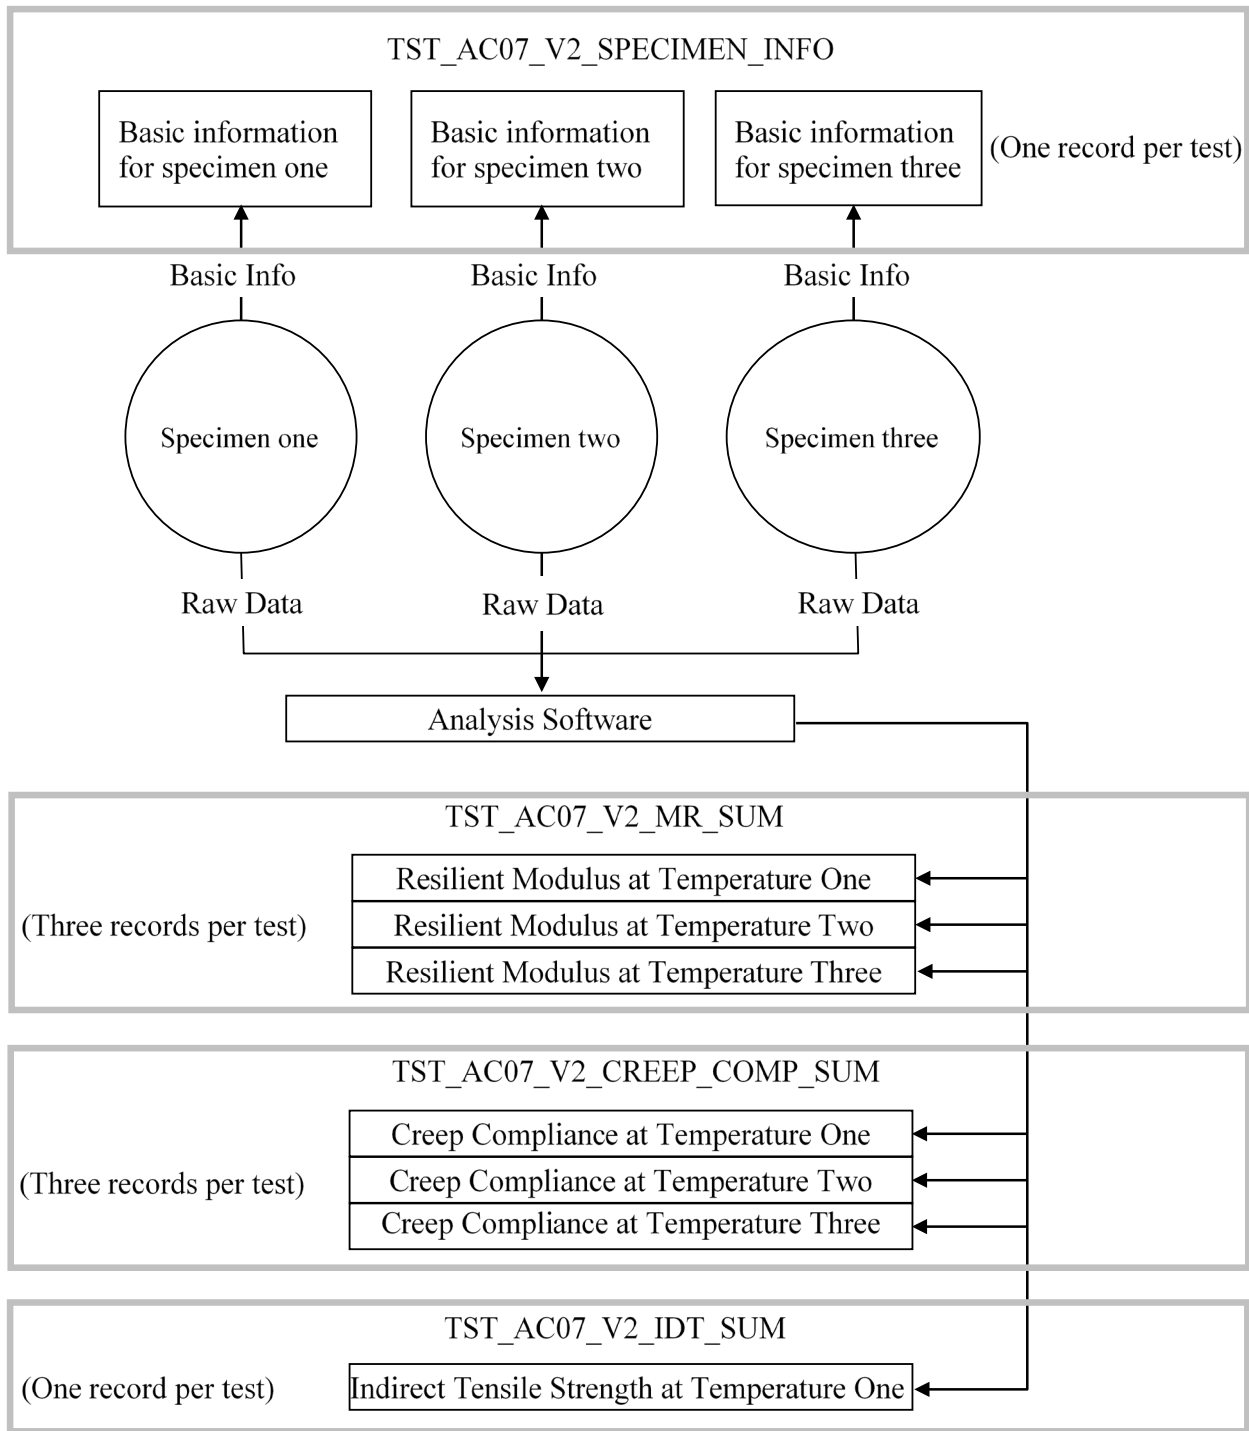 TST_AC07_V2_SPECIMEN_INFO
Basic information
for specimen one
Basic information
for specimen two
Basic information
for specimen three
(One record per test)
Basic Info
Basic Info
Basic Info
Specimen one
Specimen two
Specimen three
Raw Data
Raw Data
Raw Data
Analysis Software
TST_AC07_V2_MR_SUM
(Three records per test)
Resilient Modulus at Temperature One
Resilient Modulus at Temperature Two
Resilient Modulus at Temperature Three
TST_AC07_V2_CREEP_COMP_SUM
(Three records per test)
Creep Compliance at Temperature One
Creep Compliance at Temperature Two
Creep Compliance at Temperature Three
TST_AC07_V2_IDT_SUM
(One record per test)
Indirect Tensile Strength at Temperature One